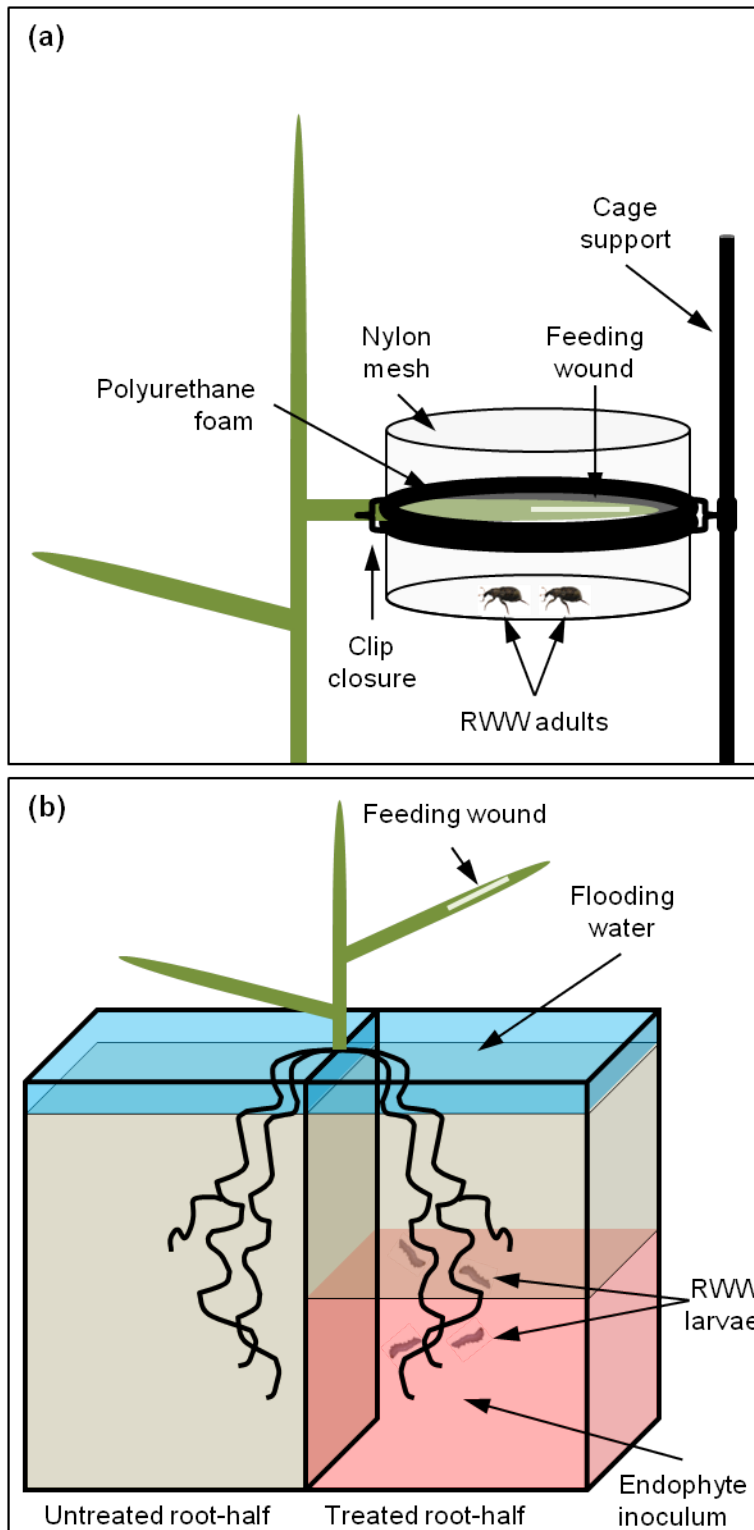 (a)
Cage
support
Nylon
mesh
Feeding
wound
Polyurethane
foam
Clip
closure
RWW adults
(b)
Feeding wound
Flooding
water
RWW
larvae
Endophyte
inoculum
Untreated root-half
Treated root-half